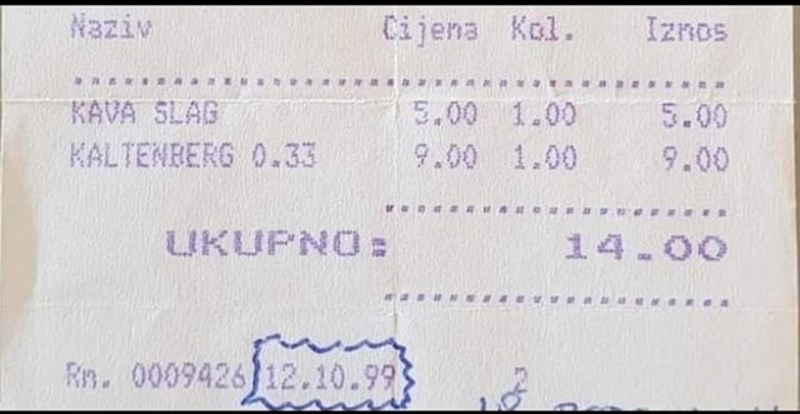 Naziv Cijena Kol. Iznos
KAVA SLAG 5.00 1.00 5.00
KALTENBERG 0.33 9.00 1.00 9.00
UKUPNO: 14.00
Rn. 0009426 12.10.99 2